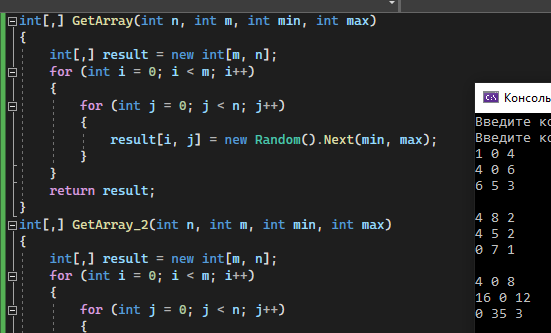 int[,] GetArray(int n, int m, int min, int max)
{
    int[,] result = new int[m, n];
    for (int i = 0; i < m; i++)
    {
        for (int j = 0; j < n; j++)
        {
            result[i, j] = new Random().Next(min, max);
        }
    }
    return result;
}
int[,] GetArray_2(int n, int m, int min, int max)
{
    int[,] result = new int[m, n];
    for (int i = 0; i < m; i++)
    {
        for (int j = 0; j < n; j++)
        {
C:\ Консоль
Введите ко
Введите ко
1 0 4
4 0 6
6 5 3

4 8 2
4 5 2
0 7 1

4 0 8
16 0 12
0 35 3